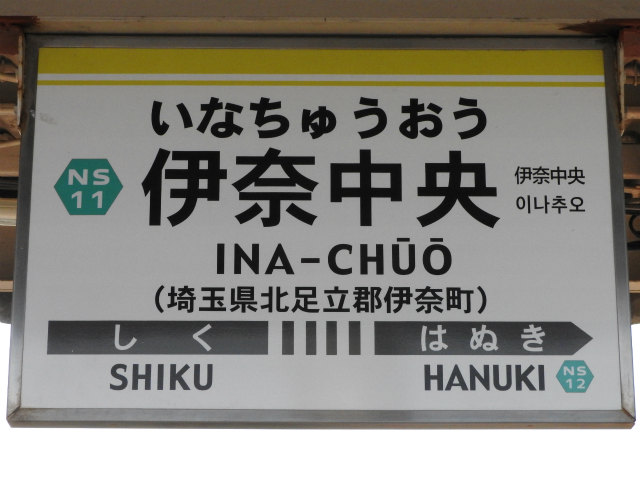 いなちゅうおう
NS
11
伊奈中央
伊奈中央
이나추오
INA-CHŪŌ
(埼玉県北足立郡伊奈町)
しく はぬき
SHIKU HANUKI
NS
12